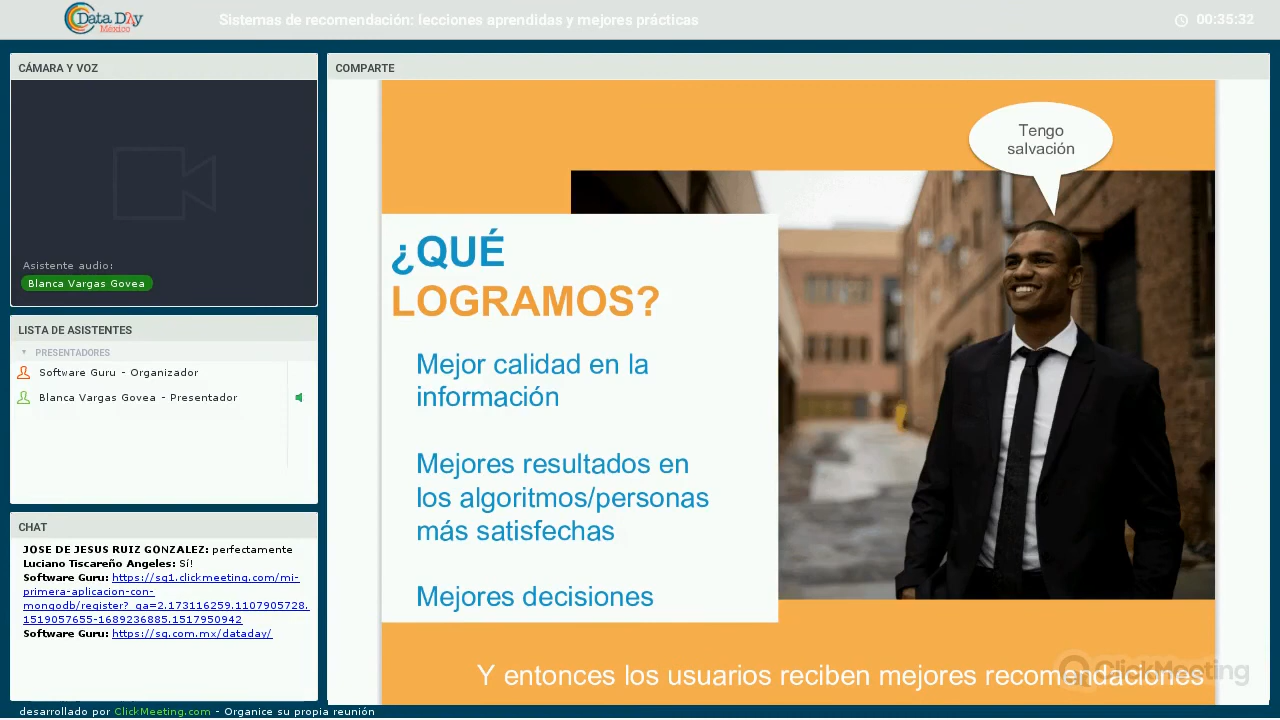 Data Day
México
Sistemas de recomendación: lecciones aprendidas y mejores prácticas
00:35:32
CÁMARA Y VOZ
Asistente audio:
Blanca Vargas Govea
LISTA DE ASISTENTES
PRESENTADORES
Software Guru - Organizador
Blanca Vargas Govea - Presentador
CHAT
JOSE DE JESUS RUIZ GONZALEZ: perfectamente
Luciano Tiscareño Angeles: Sí!
Software Guru: https://sg1.clickmeeting.com/mi-
primera-aplicacion-con-
mongodb/register?_ga=2.173116259.1107905728.
1519057655-1689236885.1517950942
Software Guru: https://sg.com.mx/dataday/
COMPARTE
Tengo
salvación
¿QUÉ
LOGRAMOS?
Mejor calidad en la
información
Mejores resultados en
los algoritmos/personas
más satisfechas
Mejores decisiones
Y entonces los usuarios reciben mejores recomendaciones
ClickMeeting
desarrollado por ClickMeeting.com - Organice su propia reunión